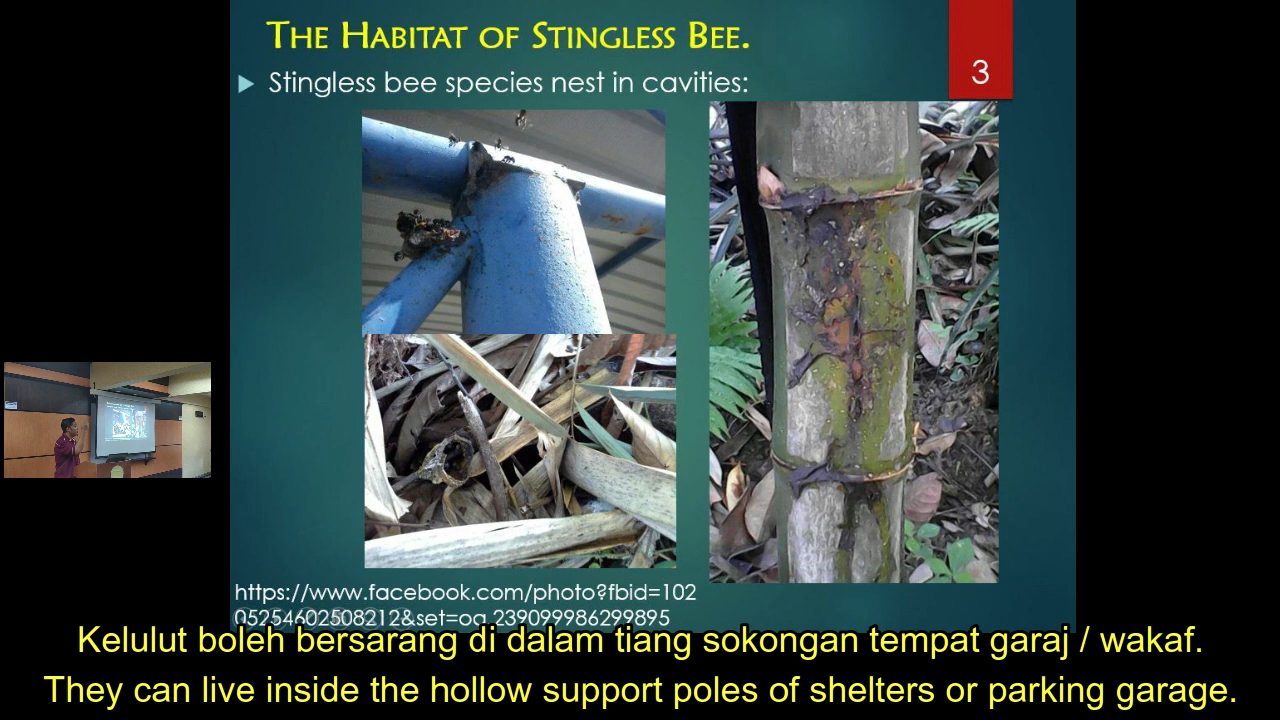 THE HABITAT OF STINGLESS BEE.
3
Stingless bee species nest in cavities:
https://www.facebook.com/photo?fbid=102
05254602508212&set=oa.239099986299895
Kelulut boleh bersarang di dalam tiang sokongan tempat garaj / wakaf.
They can live inside the hollow support poles of shelters or parking garage.